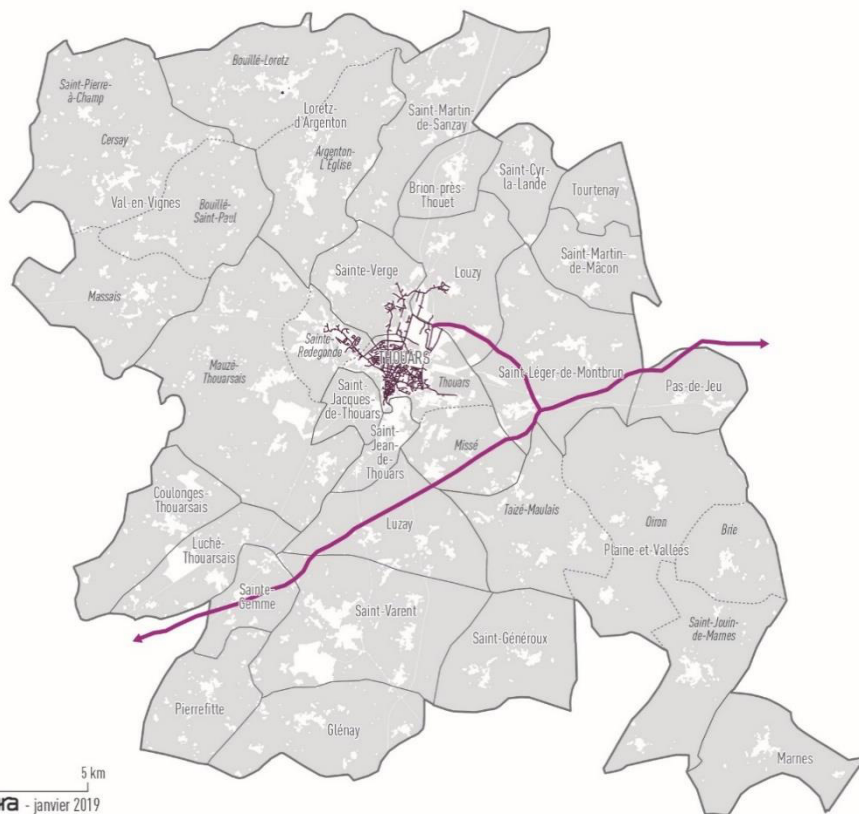 Bouillé-Loretz
Saint-Pierre-
à-Champ
Loretz-
d'Argenton
Saint-Martin-
de-Sanzay
Cersay
Argenton-
L'Église
Saint-Cyr-
la-Lande
Brion-près-
Thouet
Tourtenay
Val-en-Vignes
Bouillé-
Saint-Paul
Saint-Martin-
de-Mâcon
Sainte-Verge
Louzy
Massais
Sainte-
Radegonde
THOUARS
Mauzé-
Thouarsais
Saint-Léger-de-Montbrun
Thouars
Pas-de-Jeu
Saint-
Jacques-
de-Thouars
Saint-
Jean-
de-
Thouars
Missé
Coulonges-
Thouarsais
Taizé-Maulais
Oiron
Luzay
Brie
Plaine-et-Vallées
Luché-
Thouarsais
Sainte-
Gemme
Saint-Varent
Saint-Généroux
Saint-Jouin-
de-Marnes
Pierrefitte
Glénay
Marnes
5 km
era - janvier 2019